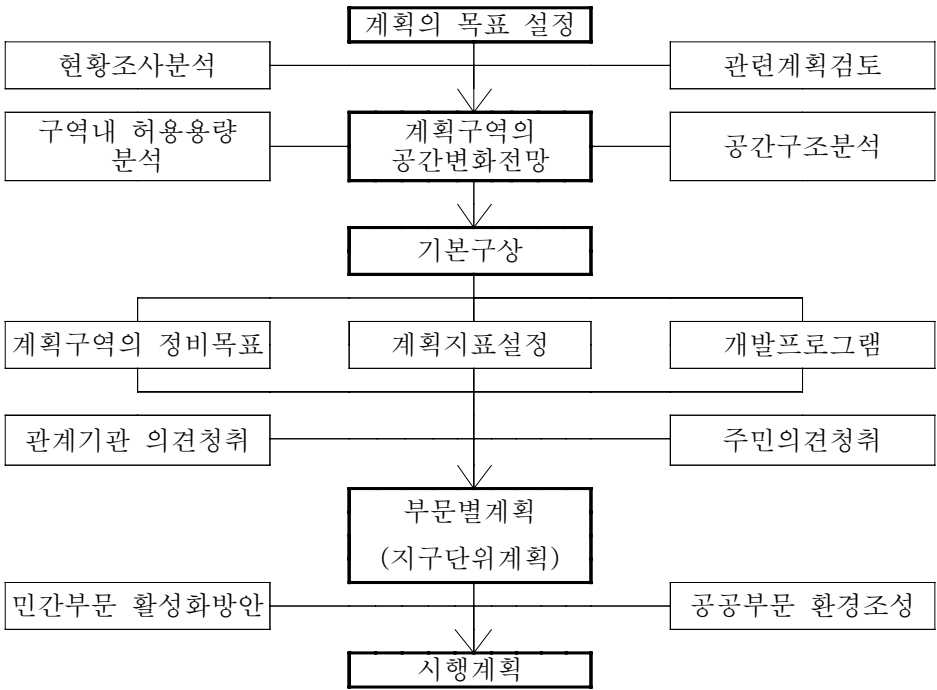 계획의 목표 설정
현황조사분석
관련계획검토
구역내 허용용량
분석
계획구역의
공간변화전망
공간구조분석
기본구상
계획구역의 정비목표
계획지표설정
개발프로그램
관계기관 의견청취
주민의견청취
부문별계획
(지구단위계획)
민간부문 활성화방안
공공부문 환경조성
시행계획